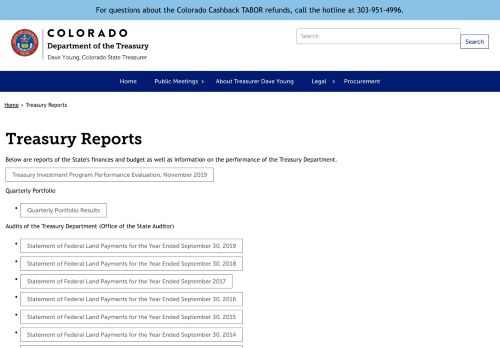 For questions about the Colorado Cashback TABOR refunds, call the hotline at 303-951-4996.
COLORADO
Department of the Treasury
Dave Young, Colorado State Treasurer
Search
Search
Home Public Meetings › About Treasurer Dave Young Legal › Procurement
Home › Treasury Reports
Treasury Reports
Below are reports of the State's finances and budget as well as information on the performance of the Treasury Department.
Treasury Investment Program Performance Evaluation, November 2019
Quarterly Portfolio
• Quarterly Portfolio Results
Audits of the Treasury Department (Office of the State Auditor)
• Statement of Federal Land Payments for the Year Ended September 30, 2019
• Statement of Federal Land Payments for the Year Ended September 30, 2018
• Statement of Federal Land Payments for the Year Ended September 2017
• Statement of Federal Land Payments for the Year Ended September 30, 2016
• Statement of Federal Land Payments for the Year Ended September 30, 2015
• Statement of Federal Land Payments for the Year Ended September 30, 2014